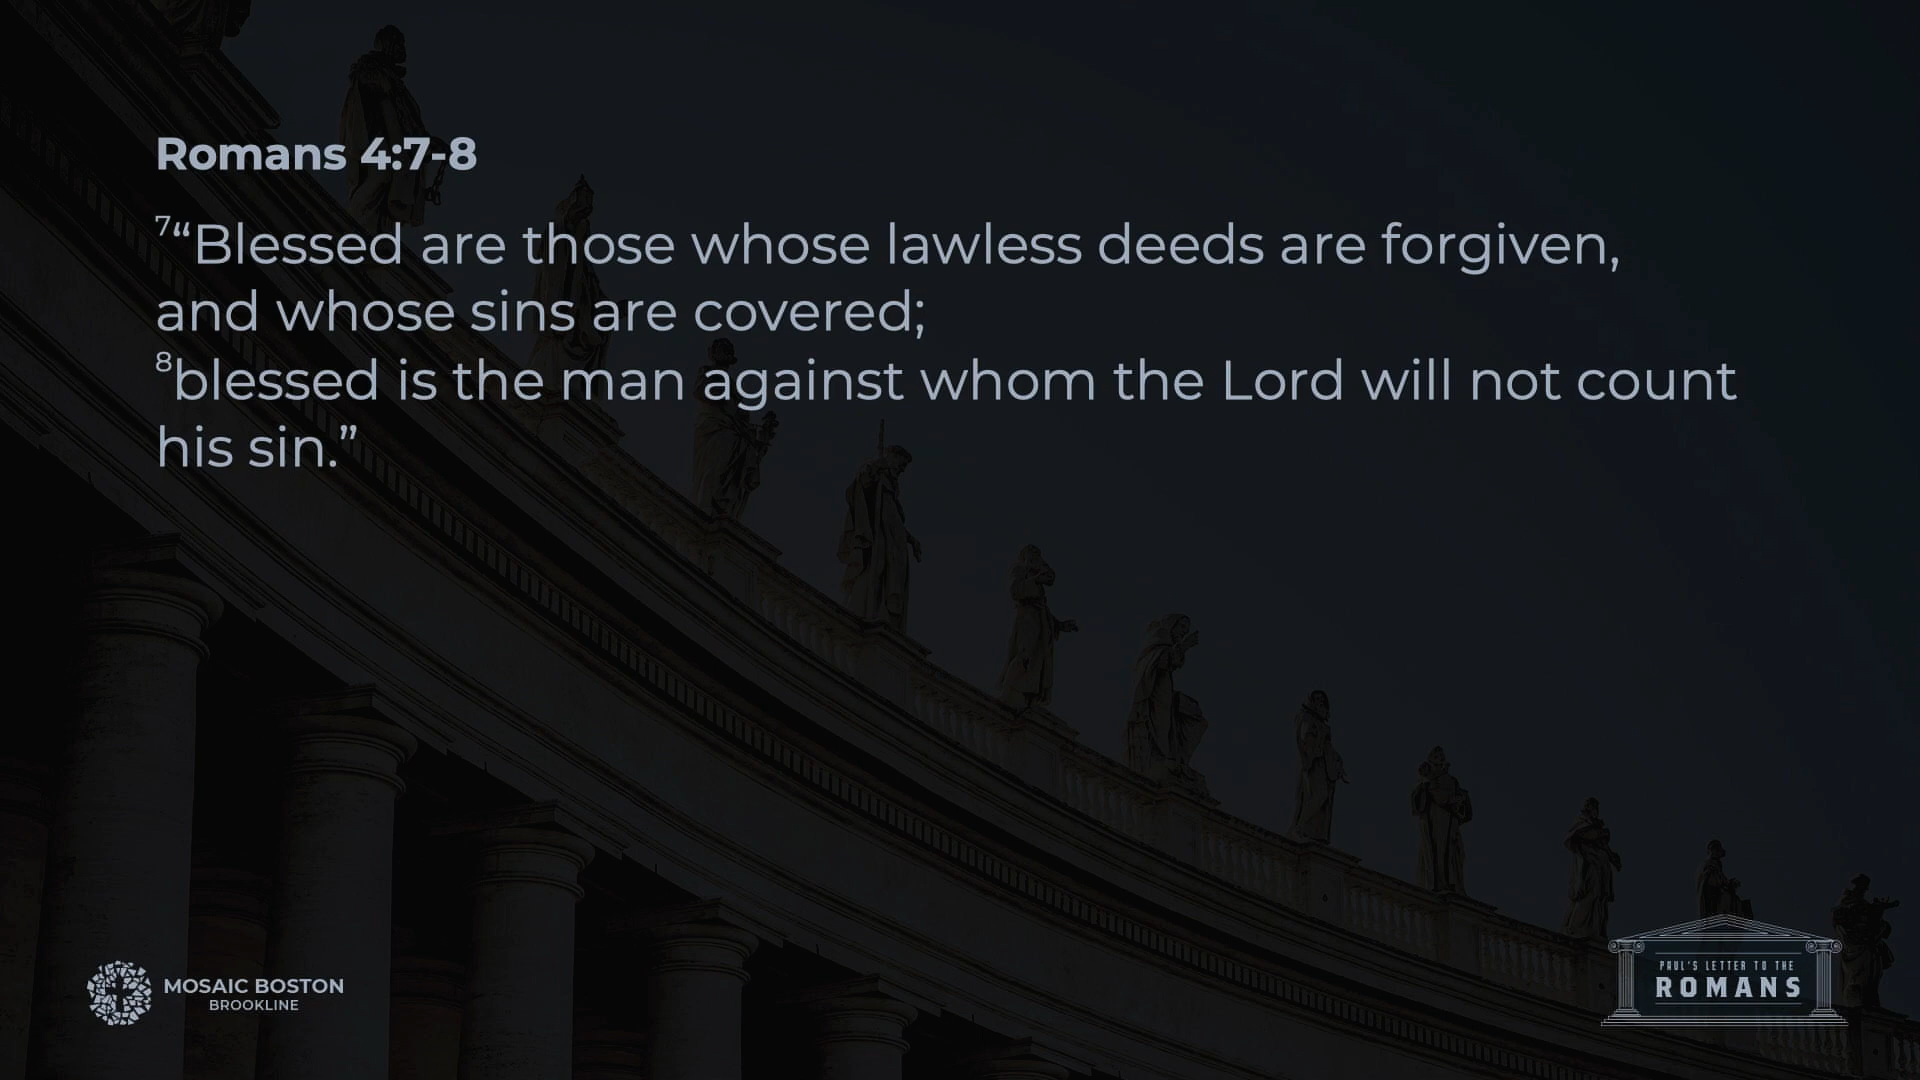 Romans 4:7-8
7“Blessed are those whose lawless deeds are forgiven,
and whose sins are covered;
8blessed is the man against whom the Lord will not count
his sin.”
MOSAIC BOSTON
BROOKLINE
PAUL'S LETTER TO THE
ROMANS